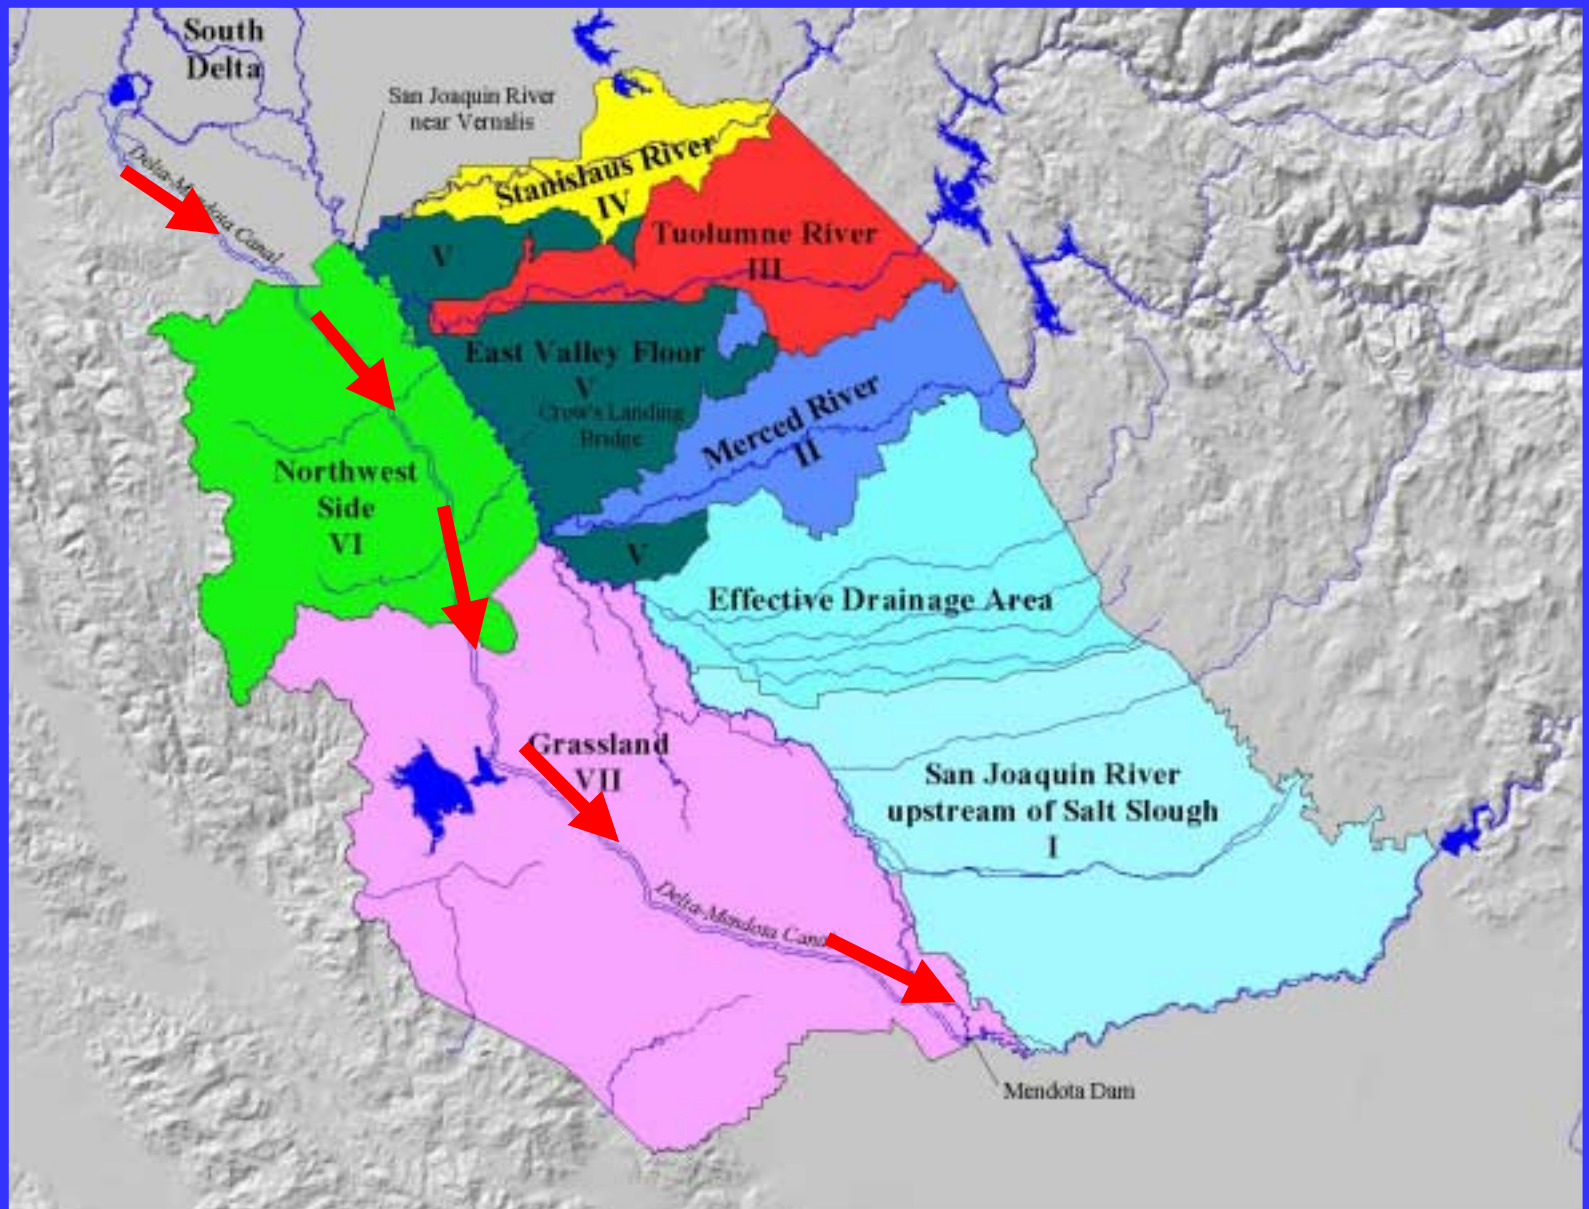 South
Delta
San Joaquin River
near Vernalis
Delta-Mendota Canal
Stanislaus River
IV
V
Tuolumne River
III
East Valley Floor
V
Crow's Landing
Bridge
Merced River
II
Northwest
Side
VI
V
Effective Drainage Area
Grassland
VII
San Joaquin River
upstream of Salt Slough
I
Delta-Mendota Canal
Mendota Dam